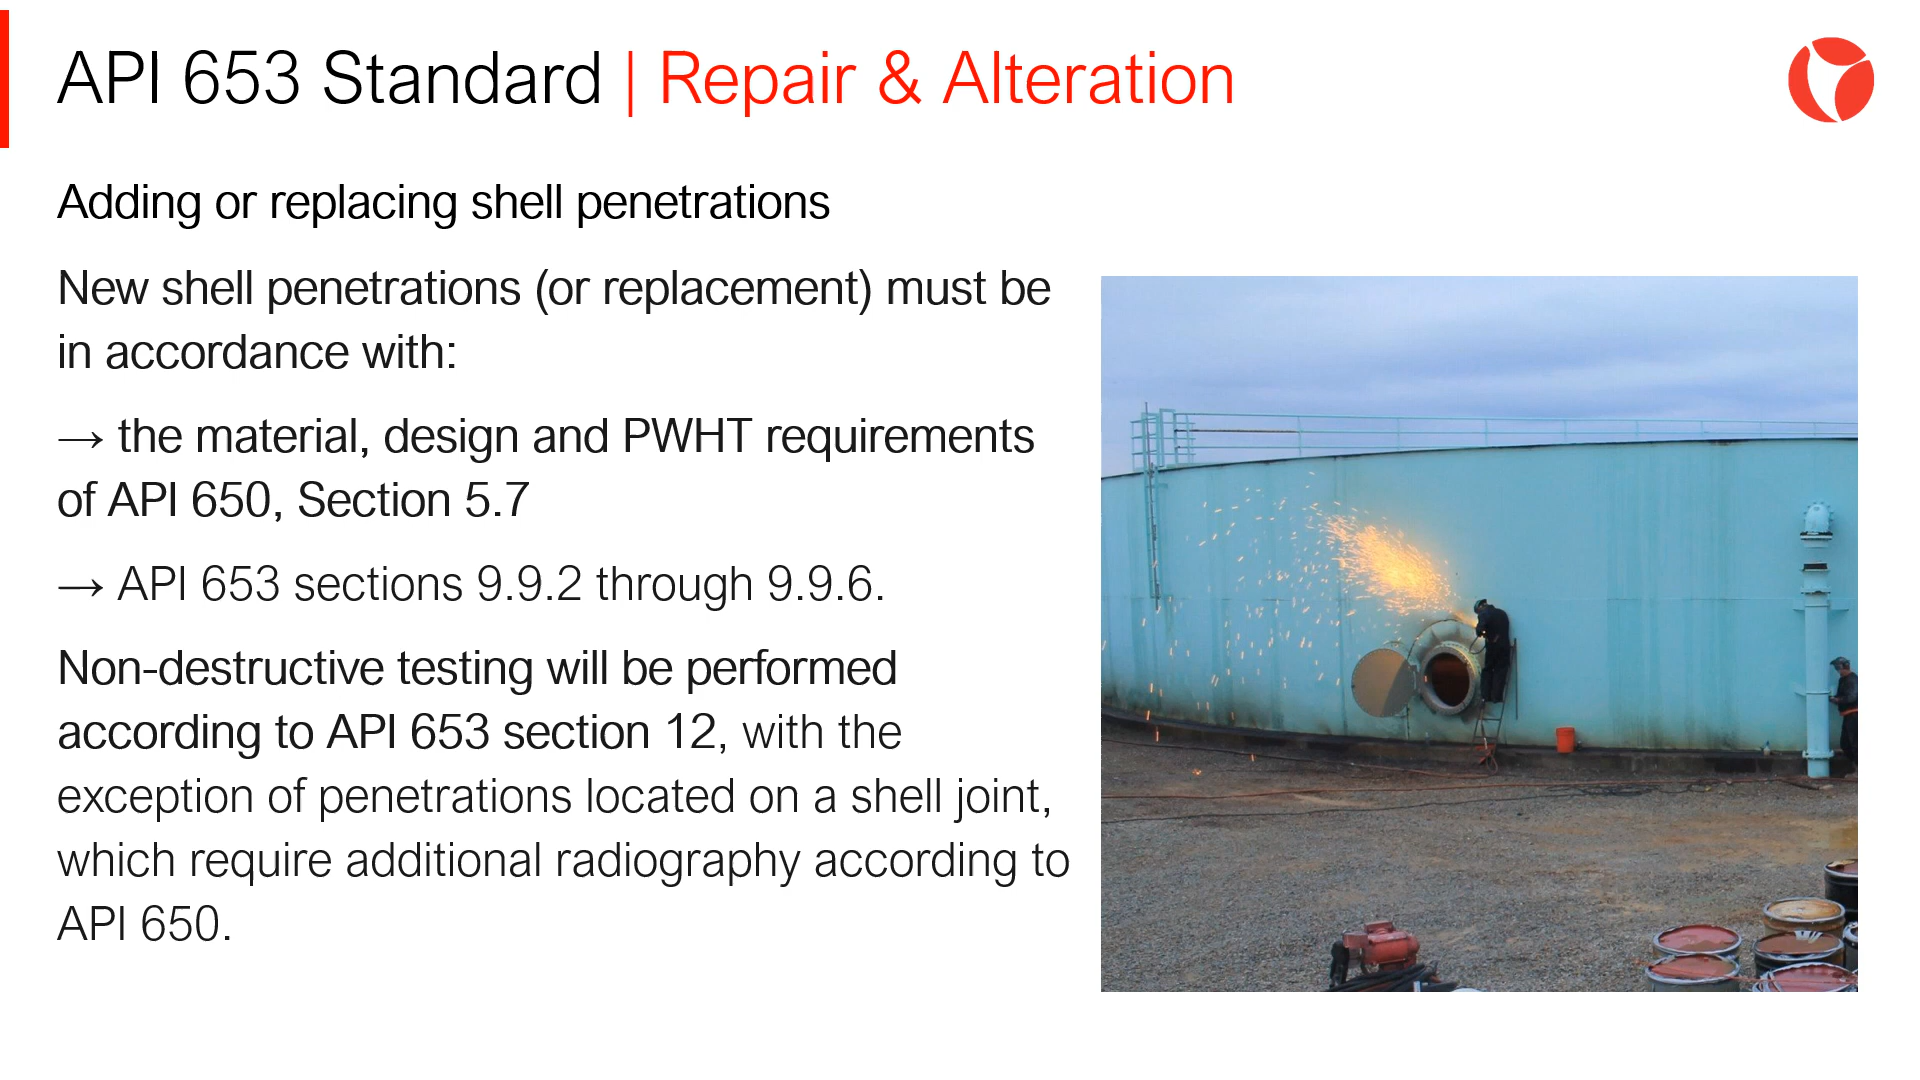 API 653 Standard | Repair & Alteration
Adding or replacing shell penetrations
New shell penetrations (or replacement) must be
in accordance with:
→ the material, design and PWHT requirements
of API 650, Section 5.7
→ API 653 sections 9.9.2 through 9.9.6.
Non-destructive testing will be performed
according to API 653 section 12, with the
exception of penetrations located on a shell joint,
which require additional radiography according to
API 650.